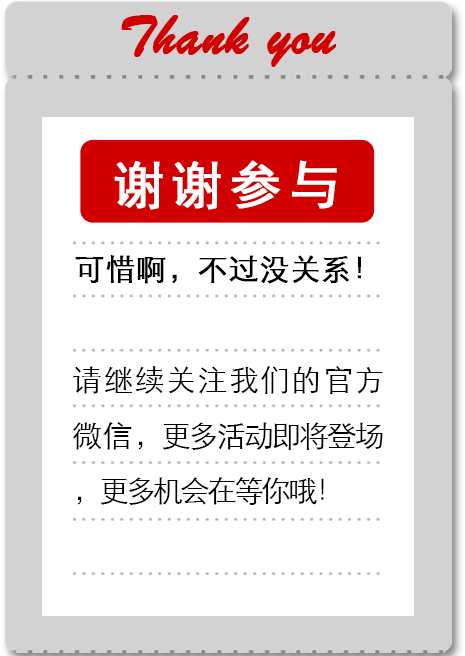 Thank you
谢谢参与
可惜啊，不过没关系！
请继续关注我们的官方
微信，更多活动即将登场
，更多机会在等你哦！